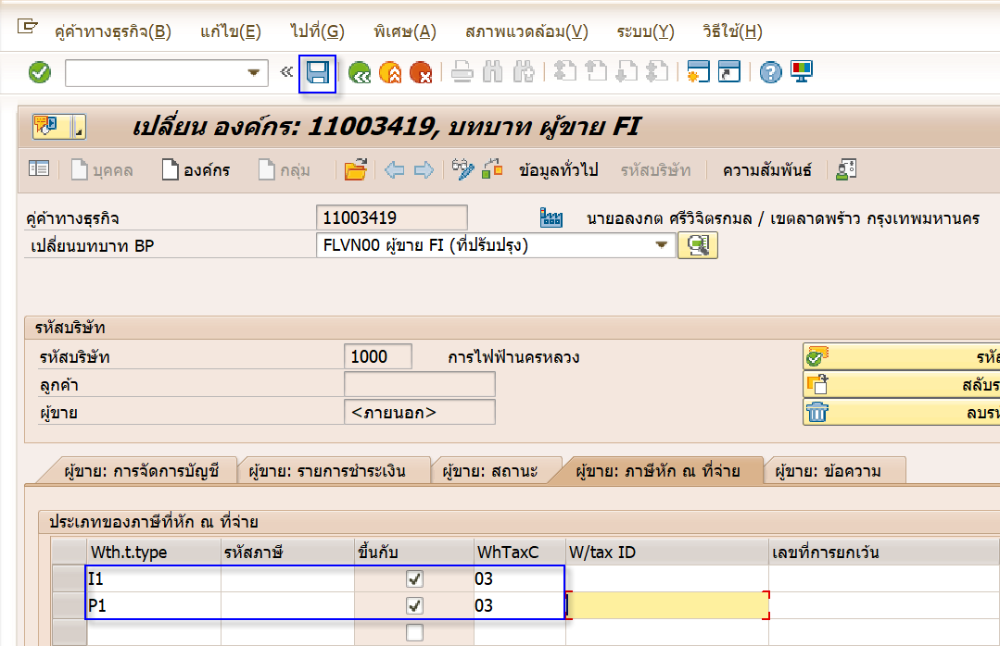 คู่ค้าทางธุรกิจ(B) แก้ไข(E) ไปที่(G) พิเศษ(A) สภาพแวดล้อม(V) ระบบ(Y) วิธีใช้(H)
เปลี่ยน องค์กร: 11003419, บทบาท ผู้ขาย FI
บุคคล องค์กร กลุ่ม ข้อมูลทั่วไป รหัสบริษัท ความสัมพันธ์
คู่ค้าทางธุรกิจ 11003419 นายอลงกต ศรีวิจิตรกมล / เขตลาดพร้าว กรุงเทพมหานคร
เปลี่ยนบทบาท BP FLVN00 ผู้ขาย FI (ที่ปรับปรุง)
รหัสบริษัท
รหัสบริษัท 1000 การไฟฟ้านครหลวง
ลูกค้า
ผู้ขาย <ภายนอก>
ผู้ขาย: การจัดการบัญชี ผู้ขาย: รายการชำระเงิน ผู้ขาย: สถานะ ผู้ขาย: ภาษีหัก ณ ที่จ่าย ผู้ขาย: ข้อความ
ประเภทของภาษีที่หัก ณ ที่จ่าย
Wth.t.type รหัสภาษี ขึ้นกับ WhTaxC W/tax ID เลขที่การยกเว้น
I1 03
P1 03